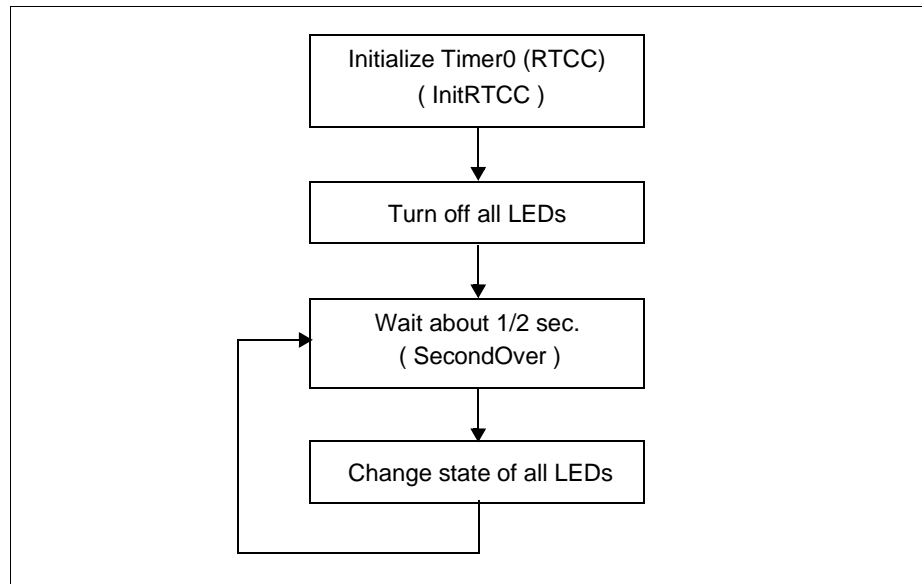 Initialize Timer0 (RTCC)
( InitRTCC )
Turn off all LEDs
Wait about 1/2 sec.
( SecondOver )
Change state of all LEDs